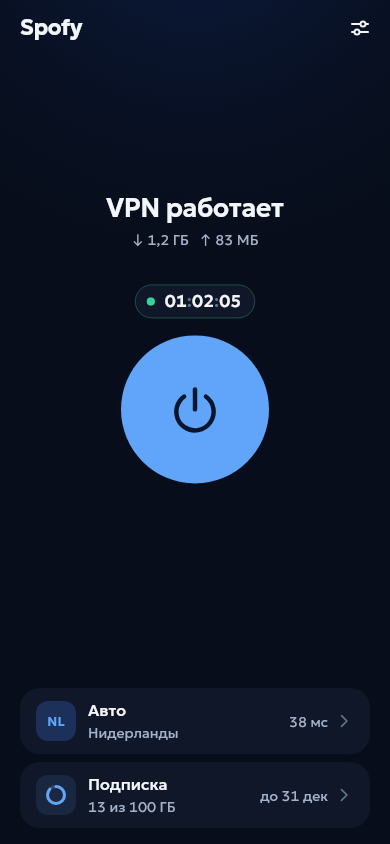 Spofy
VPN работает
↓ 1,2 ГБ ↑ 83 МБ
01:02:05
NL
Авто
Нидерланды
38 мс
Подписка
13 из 100 ГБ
до 31 дек